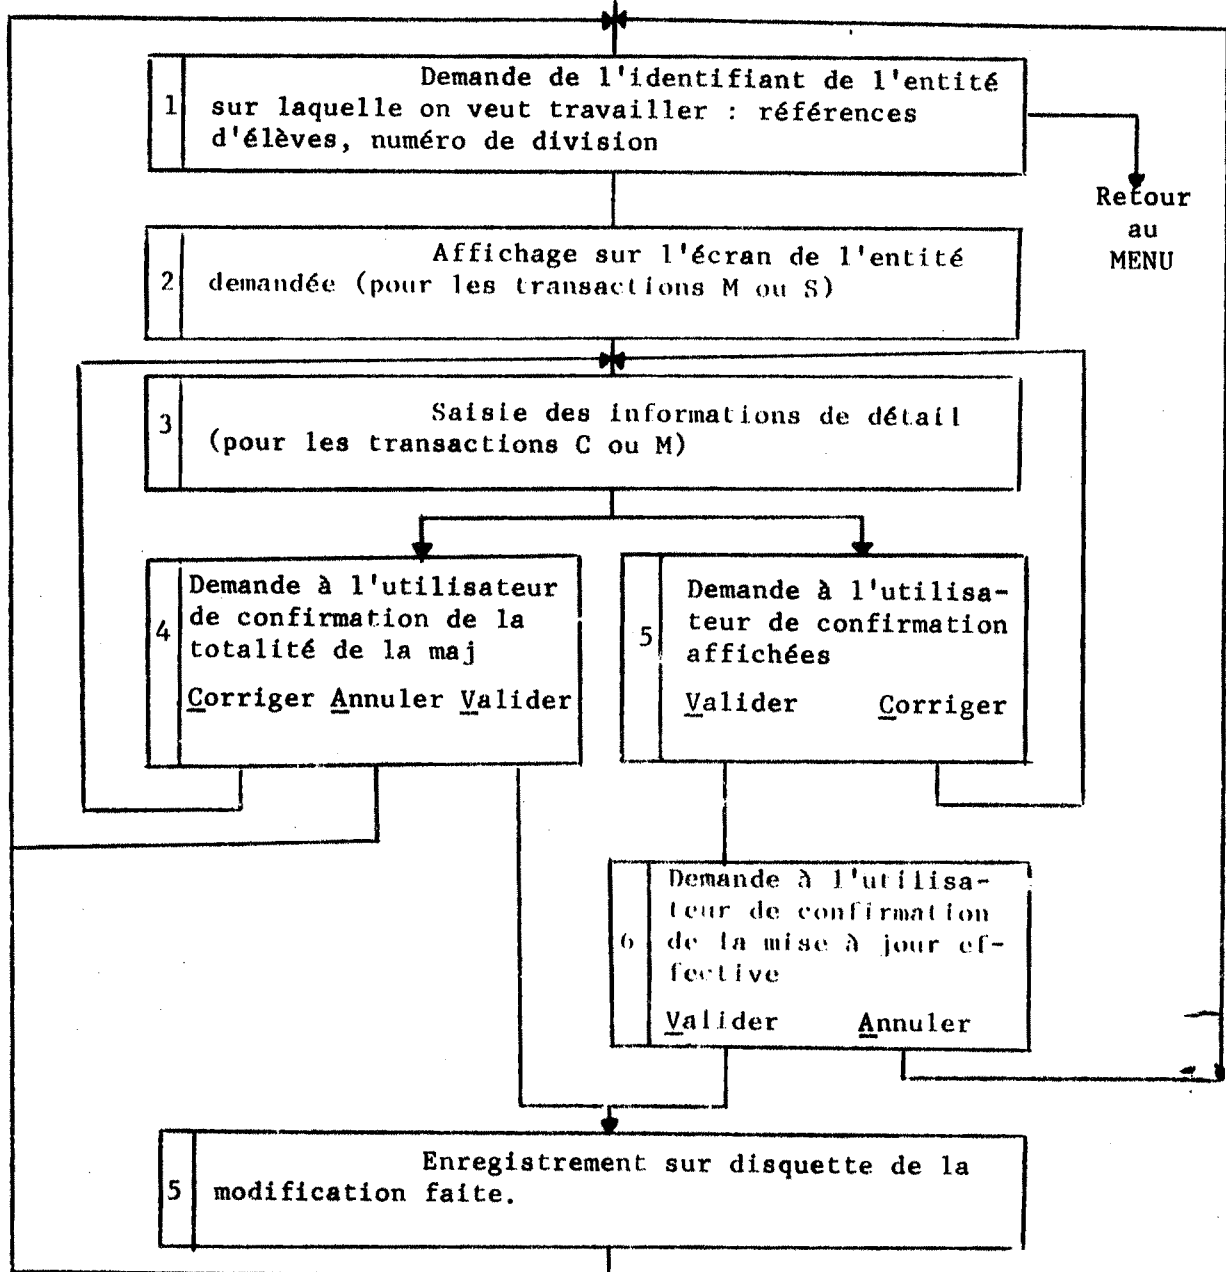 1
Demande de l'identifiant de l'entité
sur laquelle on veut travailler : références
d'élèves, numéro de division
Retour
au
MENU
2
Affichage sur l'écran de l'entité
demandée (pour les transactions M ou S)
3
Saisie des informations de détail
(pour les transactions C ou M)
4
Demande à l'utilisateur
de confirmation de la
totalité de la maj
Corriger Annuler Valider
5
Demande à l'utilisa-
teur de confirmation
affichées
Valider Corriger
6
Demande à l'utilisa-
teur de confirmation
de la mise à jour ef-
fective
Valider Annuler
5
Enregistrement sur disquette de la
modification faite.